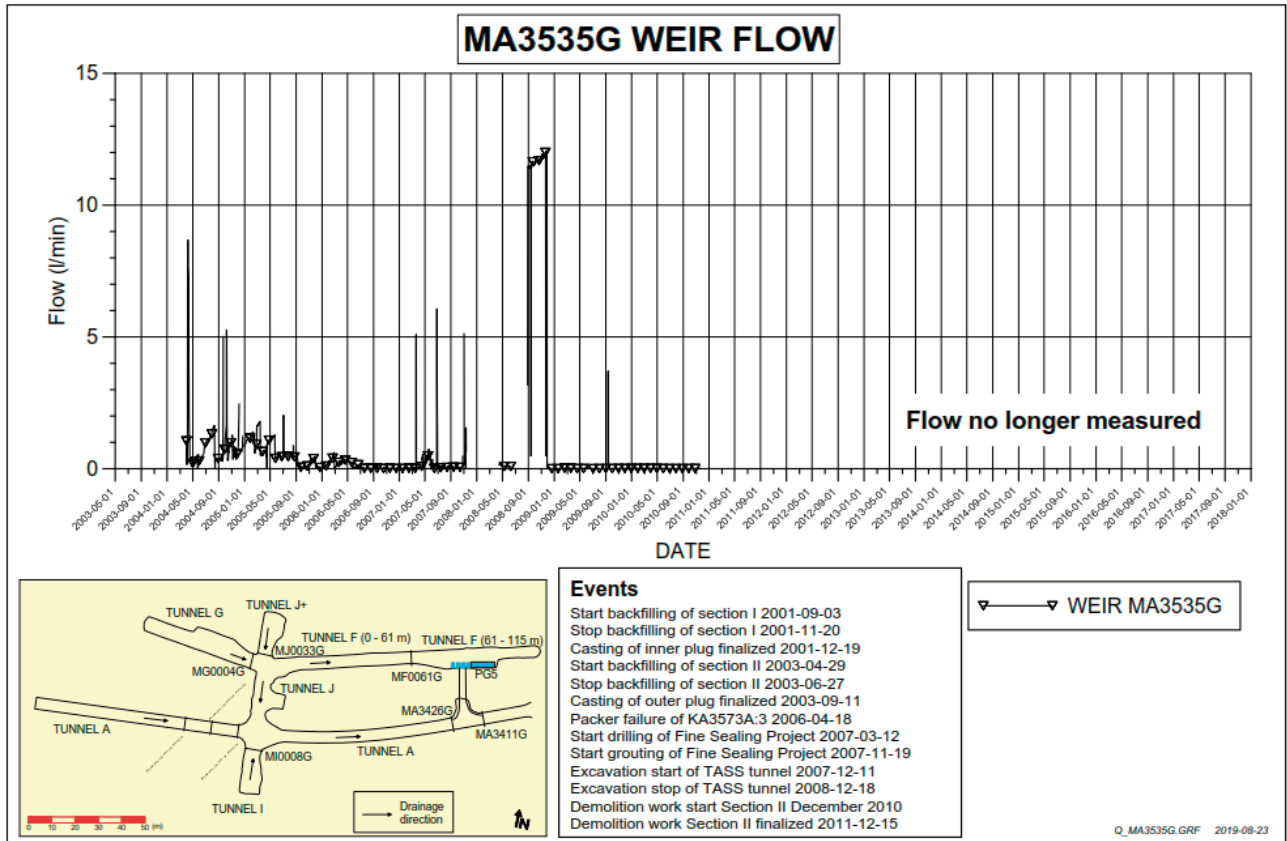 MA3535G WEIR FLOW
15
10
5
0
Flow (l/min)
Flow no longer measured
2003-05-01
2003-09-01
2004-01-01
2004-05-01
2004-09-01
2005-01-01
2005-05-01
2005-09-01
2006-01-01
2006-05-01
2006-09-01
2007-01-01
2007-05-01
2007-09-01
2008-01-01
2008-05-01
2008-09-01
2009-01-01
2009-05-01
2009-09-01
2010-01-01
2010-05-01
2010-09-01
2011-01-01
2011-05-01
2011-09-01
2012-01-01
2012-05-01
2012-09-01
2013-01-01
2013-05-01
2013-09-01
2014-01-01
2014-05-01
2014-09-01
2015-01-01
2015-05-01
2015-09-01
2016-01-01
2016-05-01
2016-09-01
2017-01-01
2017-05-01
2017-09-01
2018-01-01
DATE
TUNNEL G
TUNNEL J+
TUNNEL F (0 - 61 m)
TUNNEL F (61 - 115 m)
MJ0033G
MG0004G
TUNNEL J
MF0061G
PG5
MA3426G
TUNNEL A
MA3411G
TUNNEL A
MI0008G
TUNNEL I
0 10 20 30 40 50 (m)
Drainage
direction
N
Events
Start backfilling of section I 2001-09-03
Stop backfilling of section I 2001-11-20
Casting of inner plug finalized 2001-12-19
Start backfilling of section II 2003-04-29
Stop backfilling of section II 2003-06-27
Casting of outer plug finalized 2003-09-11
Packer failure of KA3573A:3 2006-04-18
Start drilling of Fine Sealing Project 2007-03-12
Start grouting of Fine Sealing Project 2007-11-19
Excavation start of TASS tunnel 2007-12-11
Excavation stop of TASS tunnel 2008-12-18
Demolition work start Section II December 2010
Demolition work Section II finalized 2011-12-15
WEIR MA3535G
Q_MA3535G.GRF 2019-08-23